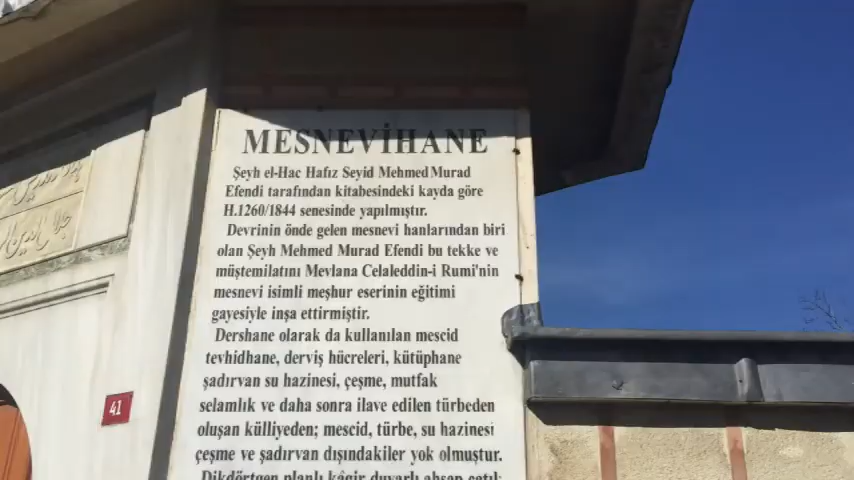 MESNEVİHANE
Şeyh el-Hac Hafız Seyid Mehmed Murad
Efendi tarafından kitabesindeki kayda göre
H.1260/1844 senesinde yapılmıştır.
Devrinin önde gelen mesnevi hanlarından biri
olan Şeyh Mehmed Murad Efendi bu tekke ve
müştemilatını Mevlana Celaleddin-i Rumi'nin
mesnevi isimli meşhur eserinin eğitimi
gayesiyle inşa ettirmiştir.
Dershane olarak da kullanılan mescid
tevhidhane, derviş hücreleri, kütüphane
şadırvan su hazinesi, çeşme, mutfak
selamlık ve daha sonra ilave edilen türbeden
oluşan külliyeden; mescid, türbe, su hazinesi
çeşme ve şadırvan dışındakiler yok olmuştur.
Dikdörtgen planlı kâgir duvarlı ahşap çatılı
41